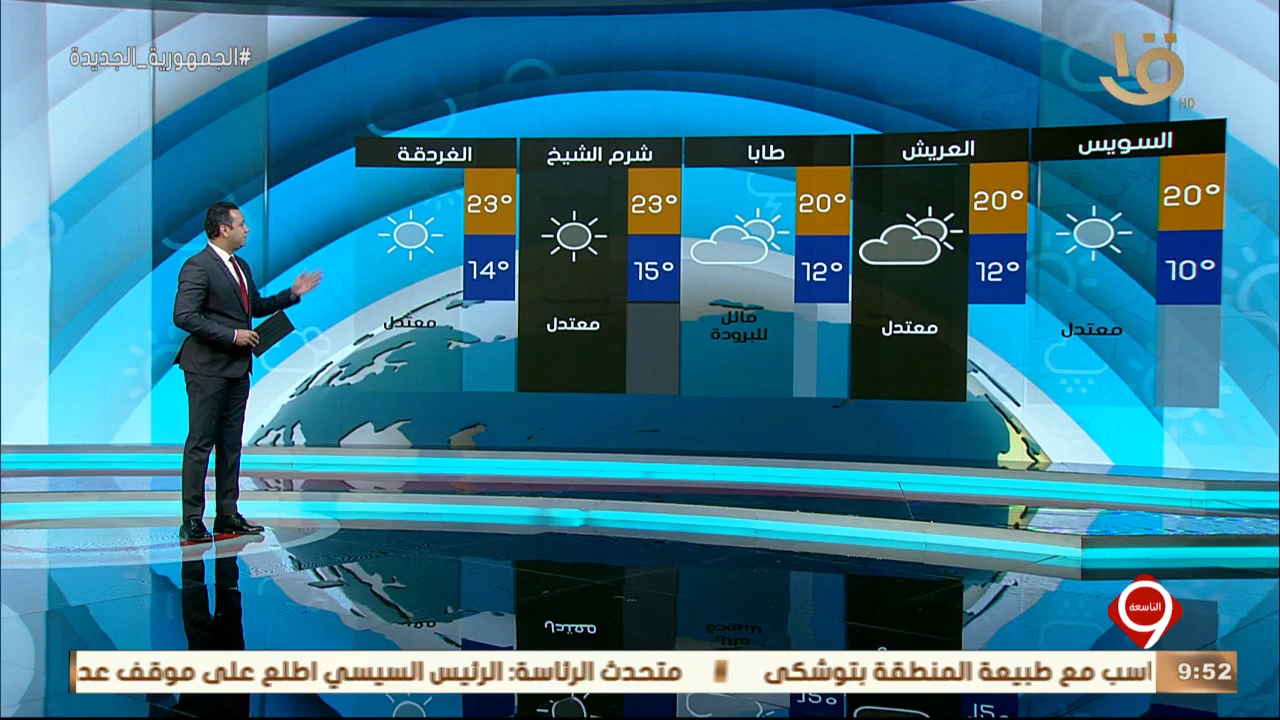 #الجمهورية_الجديدة
HD
السويس
20°
10°
معتدل
العريش
20°
12°
معتدل
طابا
20°
12°
مائل
للبرودة
شرم الشيخ
23°
15°
معتدل
الغردقة
23°
14°
معتدل
التاسعة
9
9:52
اسب مع طبيعة المنطقة بتوشكى
متحدث الرئاسة: الرئيس السيسي اطلع على موقف عد